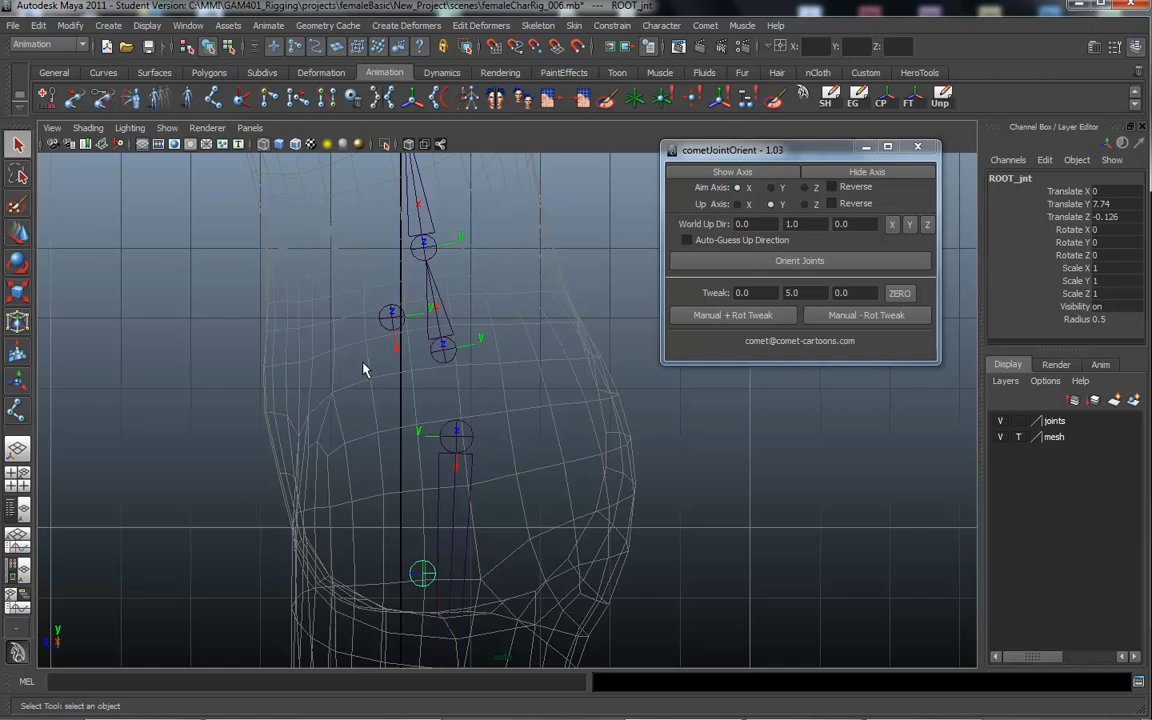 Autodesk Maya 2011 - Student Version: C:\MMI\GAM401_Rigging\projects\femaleBasic\New_Project\scenes\femaleCharRig_006.mb* --- ROOT_jnt
File Edit Modify Create Display Window Assets Animate Geometry Cache Create Deformers Edit Deformers Skeleton Skin Constrain Character Comet Muscle Help
Animation X: Y: Z:
General Curves Surfaces Polygons Subdivs Deformation Animation Dynamics Rendering PaintEffects Toon Muscle Fluids Fur Hair nCloth Custom HeroTools
SH EG CP FT Unp
View Shading Lighting Show Renderer Panels
Channel Box / Layer Editor
Channels Edit Object Show
ROOT_jnt
Translate X 0
Translate Y 7.74
Translate Z -0.126
Rotate X 0
Rotate Y 0
Rotate Z 0
Scale X 1
Scale Y 1
Scale Z 1
Visibility on
Radius 0.5
cometJointOrient - 1.03
Show Axis Hide Axis
Aim Axis: X Y Z Reverse
Up Axis: X Y Z Reverse
World Up Dir: 0.0 1.0 0.0 X Y Z
Auto-Guess Up Direction
Orient Joints
Tweak: 0.0 5.0 0.0 ZERO
Manual + Rot Tweak Manual - Rot Tweak
comet@comet-cartoons.com
Display Render Anim
Layers Options Help
V joints
V T mesh
x
z y
z y
z y
y z
y
z x
side
MEL
Select Tool: select an object